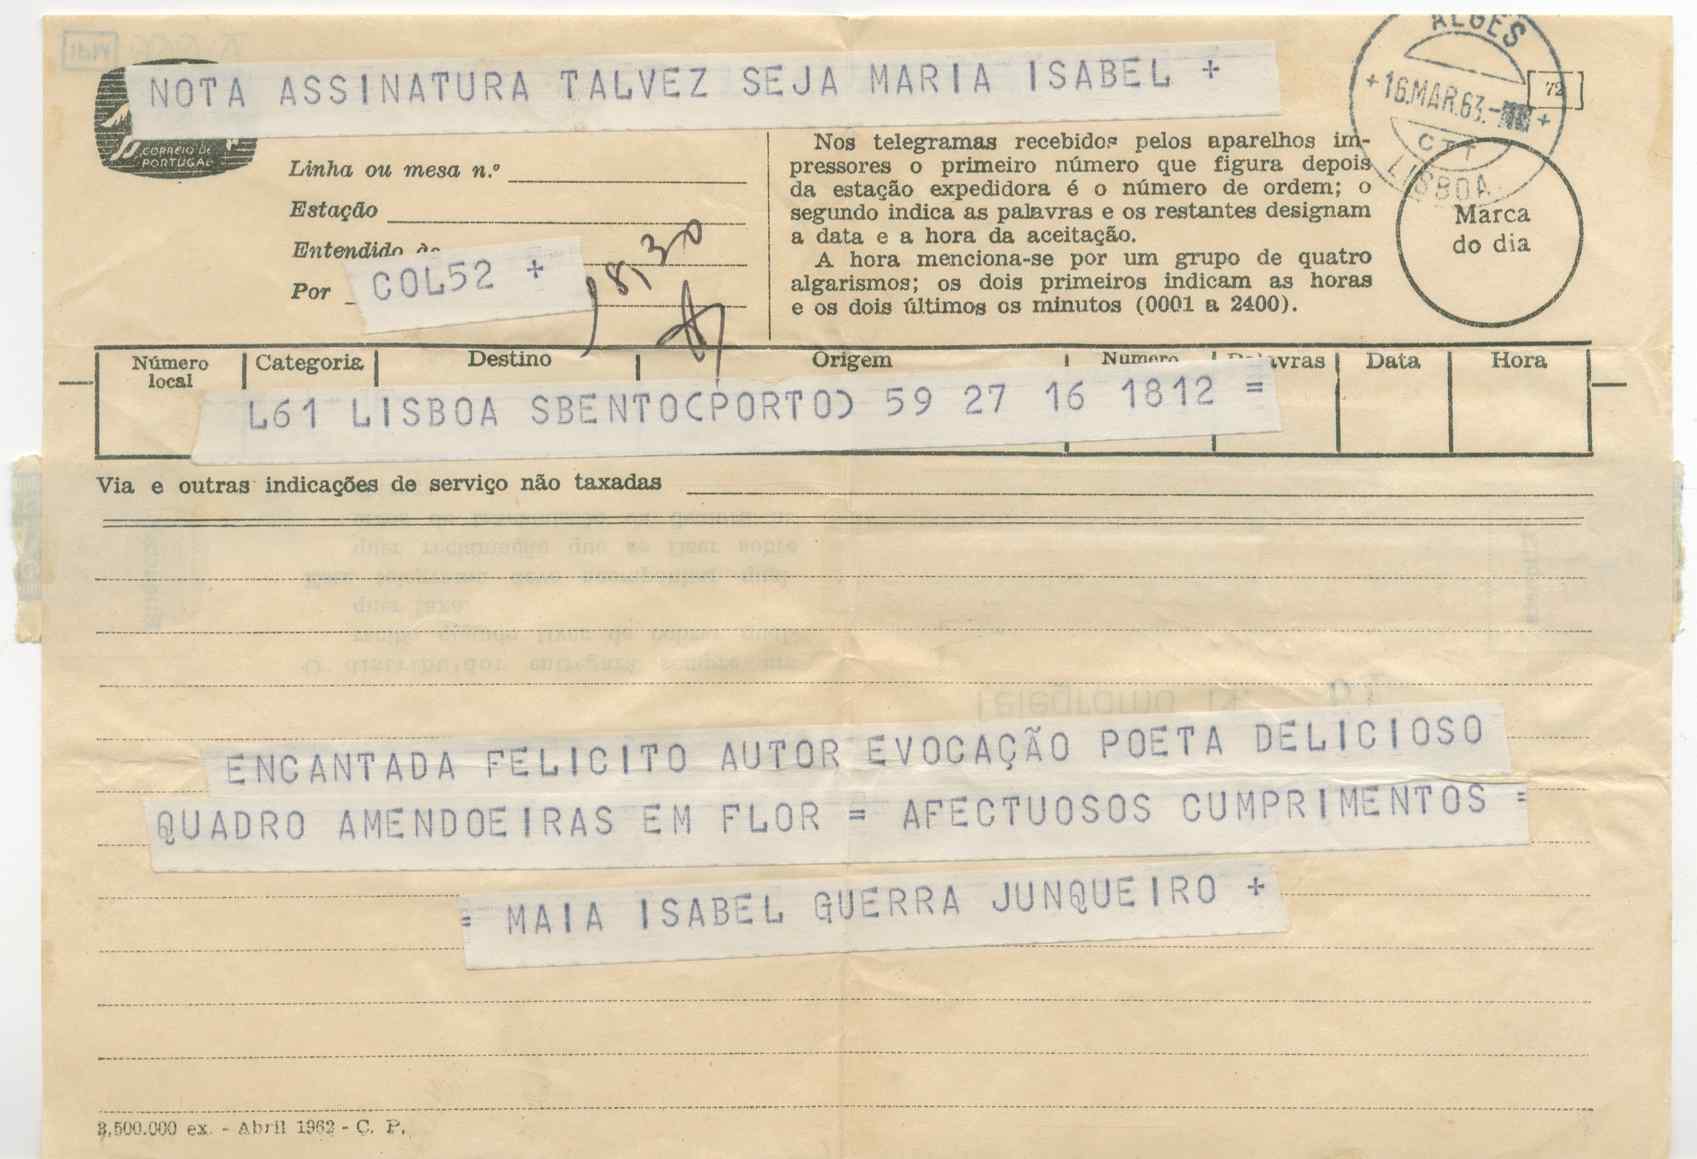 NOTA ASSINATURA TALVEZ SEJA MARIA ISABEL +
CORREIO DE
PORTUGAL
ALGES
+16.MAR.63.- +
CTT
LISBOA
72
Linha ou mesa n.º
Estação
Entendido às
Por
COL52 +
18,30
Nos telegramas recebidos pelos aparelhos im-
pressores o primeiro número que figura depois
da estação expedidora é o número de ordem; o
segundo indica as palavras e os restantes designam
a data e a hora da aceitação.
A hora menciona-se por um grupo de quatro
algarismos; os dois primeiros indicam as horas
e os dois últimos os minutos (0001 a 2400).
Marca
do dia
Número local Categoria Destino Origem Numero Palavras Data Hora
L61 LISBOA SBENTO(PORTO) 59 27 16 1812 =
Via e outras indicações de serviço não taxadas
ENCANTADA FELICITO AUTOR EVOCAÇÃO POETA DELICIOSO
QUADRO AMENDOEIRAS EM FLOR = AFECTUOSOS CUMPRIMENTOS =
= MAIA ISABEL GUERRA JUNQUEIRO +
3.500.000 ex. - Abril 1962 - C. P.